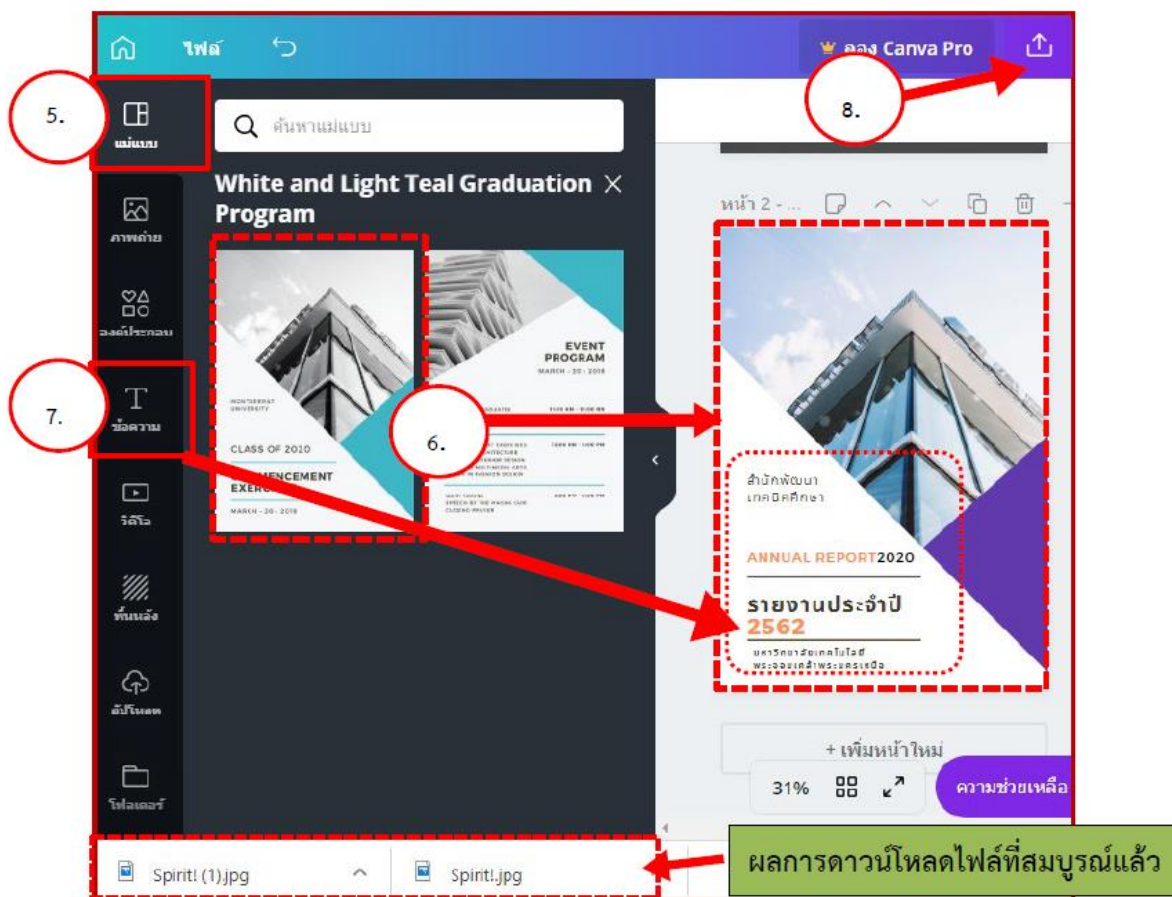 ไฟล์
ลอง Canva Pro
5.
8.
แม่แบบ
ค้นหาแม่แบบ
White and Light Teal Graduation
Program
หน้า 2 - ...
ภาพถ่าย
องค์ประกอบ
7.
ข้อความ
วิดีโอ
พื้นหลัง
อัปโหลด
โฟลเดอร์
MONTSERRAT
UNIVERSITY
CLASS OF 2010
COMMENCEMENT
MARCH - 20 - 2018
EVENT
PROGRAM
MARCH - 20 - 2018
6.
CLOSING PRAYER
สำนักพัฒนา
เทคนิคศึกษา
ANNUAL REPORT2020
รายงานประจำปี
2562
มหาวิทยาลัยเทคโนโลยี
พระจอมเกล้าพระนครเหนือ
+ เพิ่มหน้าใหม่
31%
ความช่วยเหลือ
Spirit! (1).jpg
Spirit!.jpg
ผลการดาวน์โหลดไฟล์ที่สมบูรณ์แล้ว